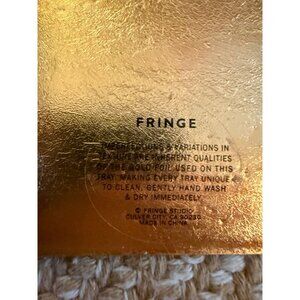 FRINGE
IMPERFECTIONS & VARIATIONS IN
TEXTURE ARE INHERENT QUALITIES
OF THE GOLD FOIL USED ON THIS
TRAY, MAKING EVERY TRAY UNIQUE
TO CLEAN, GENTLY HAND WASH
& DRY IMMEDIATELY
© FRINGE STUDIO
CULVER CITY, CA 90230
MADE IN CHINA